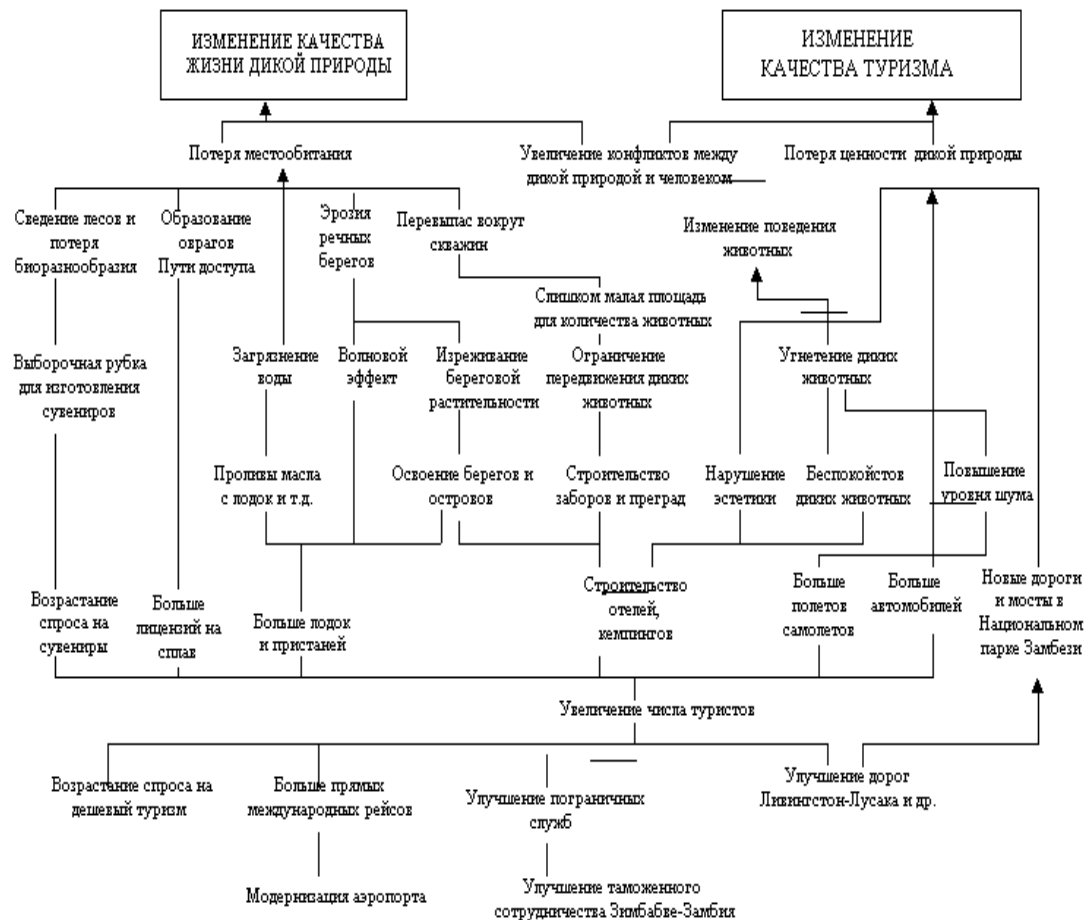 ИЗМЕНЕНИЕ КАЧЕСТВА
ЖИЗНИ ДИКОЙ ПРИРОДЫ
ИЗМЕНЕНИЕ
КАЧЕСТВА ТУРИЗМА
Потеря местообитания
Увеличение конфликтов между
дикой природой и человеком
Потеря ценности дикой природы
Сведение лесов и
потеря
биоразнообразия
Образование
оврагов
Пути доступа
Эрозия
речных
берегов
Перевыпас вокруг
скважин
Изменение поведения
животных
Слишком малая площадь
для количества животных
Выборочная рубка
для изготовления
сувениров
Загрязнение
воды
Волновой
эффект
Изреживание
береговой
растительности
Ограничение
передвижения диких
животных
Угнетение диких
животных
Проливы масла
с лодок и т.д.
Освоение берегов и
островов
Строительство
заборов и преград
Нарушение
эстетики
Беспокойстов
диких животных
Повышение
уровня шума
Возрастание
спроса на
сувениры
Больше
лицензий на
сплав
Больше лодок
и пристаней
Строительство
отелей,
кемпингов
Больше
полетов
самолетов
Больше
автомобилей
Новые дороги
и мосты в
Национальном
парке Замбези
Увеличение числа туристов
Возрастание спроса на
дешевый туризм
Больше прямых
международных рейсов
Улучшение пограничных
служб
Улучшение дорог
Ливингстон-Лусака и др.
Модернизация аэропорта
Улучшение таможенного
сотрудничества Зимбабве-Замбия